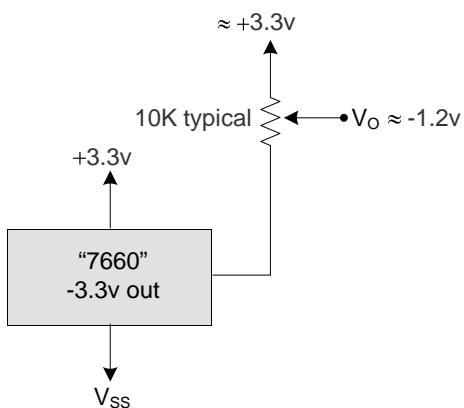 ≈ +3.3v
10K typical
V_O ≈ -1.2v
+3.3v
“7660”
-3.3v out
V_SS